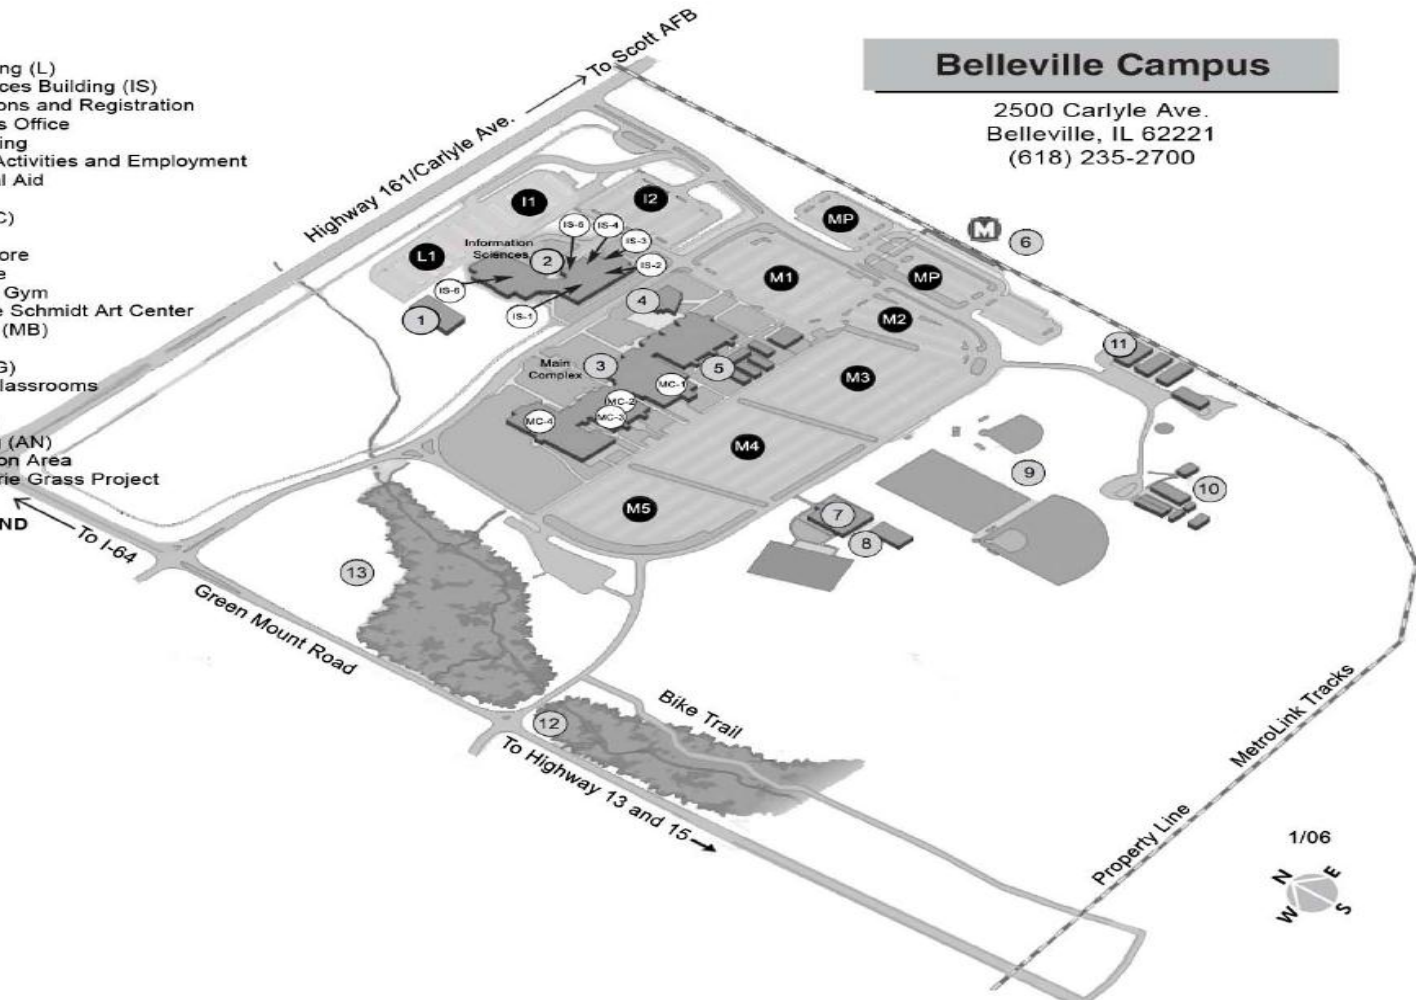 ng (L)
ces Building (IS)
ons and Registration
s Office
ing
Activities and Employment
l Aid
C)
ore
e
Gym
e Schmidt Art Center
(MB)
G)
lassrooms
(AN)
on Area
rie Grass Project
ND
Belleville Campus
2500 Carlyle Ave.
Belleville, IL 62221
(618) 235-2700
To Scott AFB
Highway 161/Carlyle Ave.
I1
I2
L1
Information
Sciences
IS-5
IS-4
IS-3
IS-2
IS-6
IS-1
1
2
3
4
5
MP
M
6
MP
M1
M2
M3
M4
M5
Main
Complex
MC-1
MC-2
MC-3
MC-4
7
8
9
10
11
12
13
To I-64
Green Mount Road
Bike Trail
To Highway 13 and 15
MetroLink Tracks
Property Line
1/06
N
E
W
S